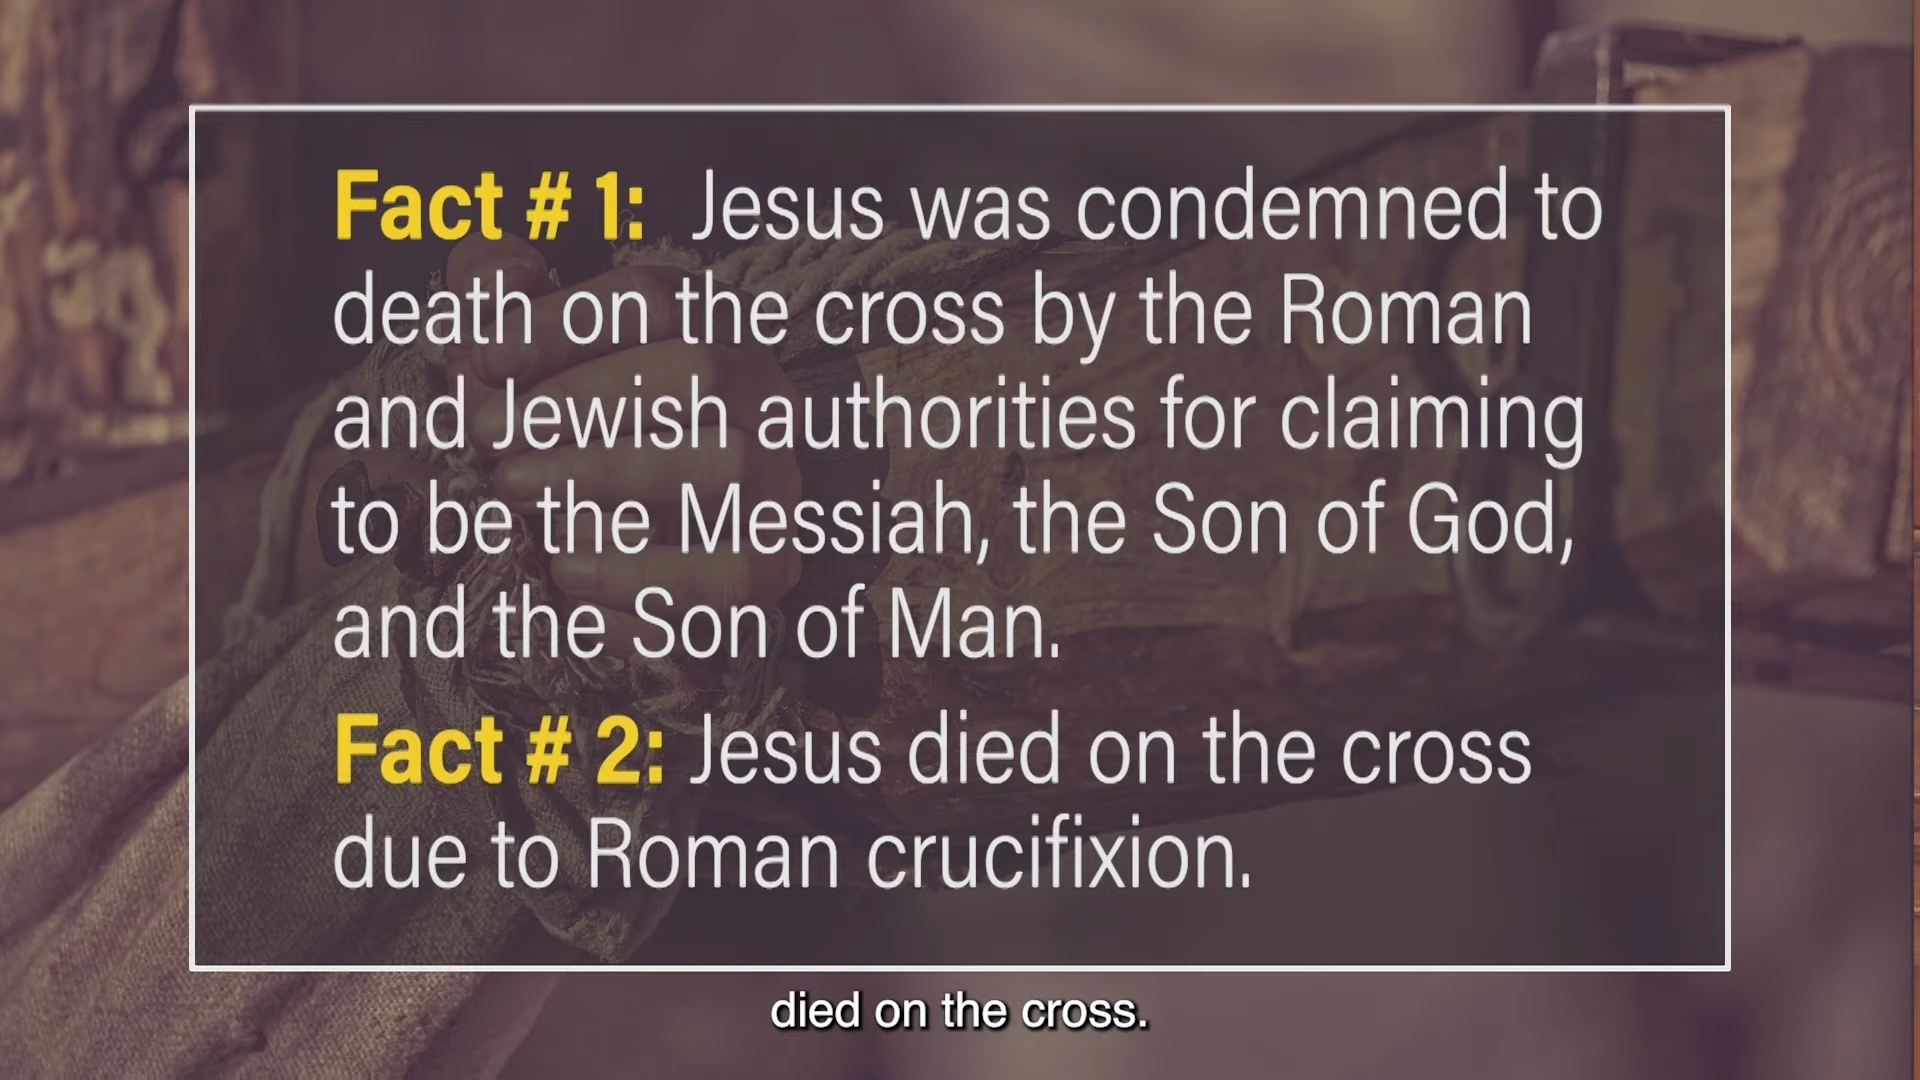 Fact # 1: Jesus was condemned to
death on the cross by the Roman
and Jewish authorities for claiming
to be the Messiah, the Son of God,
and the Son of Man.
Fact # 2: Jesus died on the cross
due to Roman crucifixion.
died on the cross.